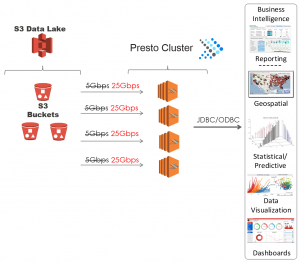 S3 Data Lake
Presto Cluster
S3
Buckets
5Gbps 25Gbps
5Gbps 25Gbps
5Gbps 25Gbps
5Gbps 25Gbps
JDBC/ODBC
Business
Intelligence
Reporting
Geospatial
Statistical/
Predictive
Data
Visualization
Dashboards